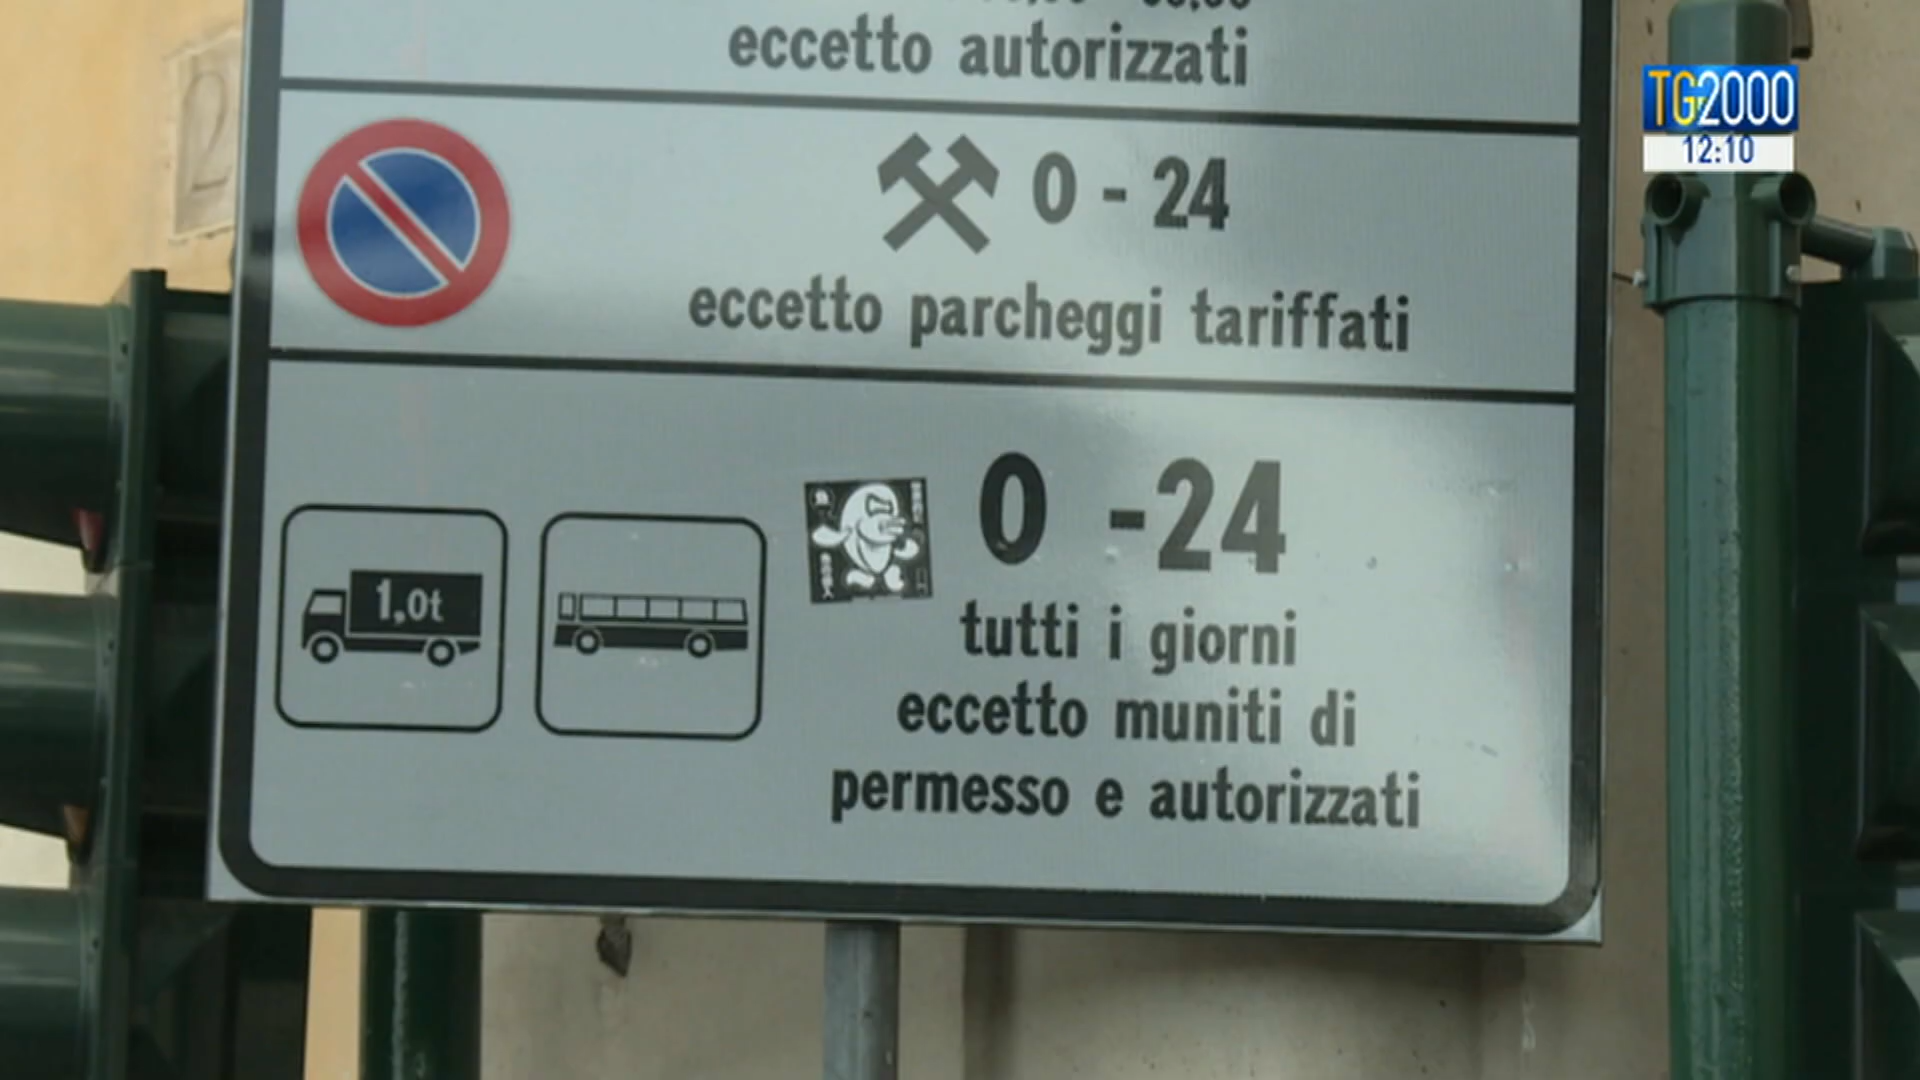 eccetto autorizzati
TG2000
12:10
0 - 24
eccetto parcheggi tariffati
0 -24
1,0t
tutti i giorni
eccetto muniti di
permesso e autorizzati